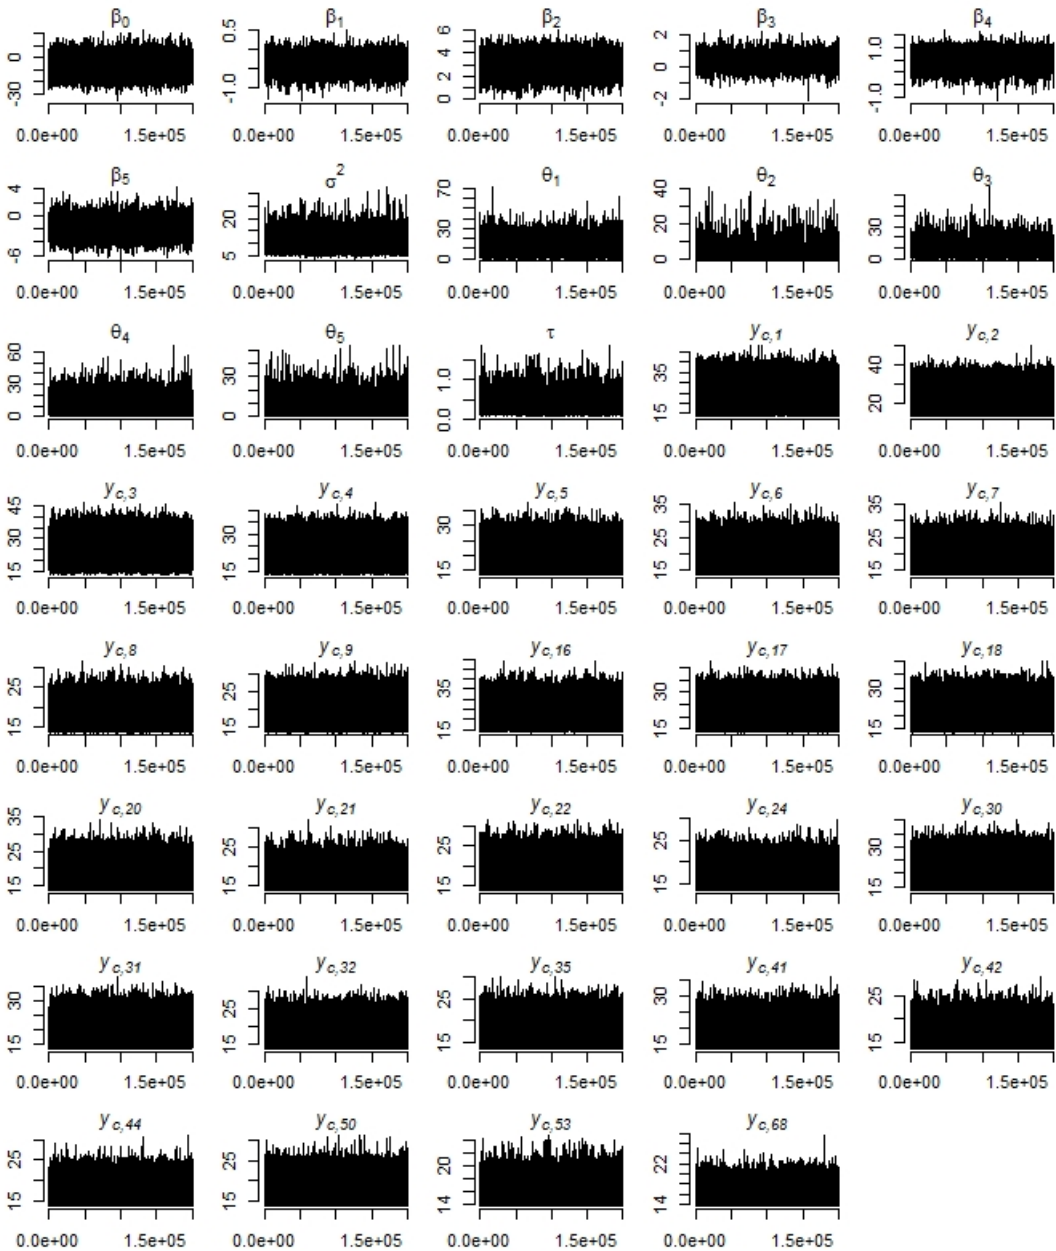 β0 β1 β2 β3 β4
-30 0 -1.0 0.5 0 2 4 6 -2 0 2 -1.0 1.0
0.0e+00 1.5e+05 0.0e+00 1.5e+05 0.0e+00 1.5e+05 0.0e+00 1.5e+05 0.0e+00 1.5e+05
β5 σ2 θ1 θ2 θ3
-6 0 4 5 20 0 30 70 0 20 40 0 30
0.0e+00 1.5e+05 0.0e+00 1.5e+05 0.0e+00 1.5e+05 0.0e+00 1.5e+05 0.0e+00 1.5e+05
θ4 θ5 τ yc,1 yc,2
0 30 60 0 30 0.0 1.0 15 35 20 40
0.0e+00 1.5e+05 0.0e+00 1.5e+05 0.0e+00 1.5e+05 0.0e+00 1.5e+05 0.0e+00 1.5e+05
yc,3 yc,4 yc,5 yc,6 yc,7
15 30 45 15 30 15 30 15 25 35 15 25 35
0.0e+00 1.5e+05 0.0e+00 1.5e+05 0.0e+00 1.5e+05 0.0e+00 1.5e+05 0.0e+00 1.5e+05
yc,8 yc,9 yc,16 yc,17 yc,18
15 25 15 25 15 35 15 30 15 30
0.0e+00 1.5e+05 0.0e+00 1.5e+05 0.0e+00 1.5e+05 0.0e+00 1.5e+05 0.0e+00 1.5e+05
yc,20 yc,21 yc,22 yc,24 yc,30
15 25 35 15 25 15 25 15 25 15 30
0.0e+00 1.5e+05 0.0e+00 1.5e+05 0.0e+00 1.5e+05 0.0e+00 1.5e+05 0.0e+00 1.5e+05
yc,31 yc,32 yc,35 yc,41 yc,42
15 30 15 25 15 25 15 30 15 25
0.0e+00 1.5e+05 0.0e+00 1.5e+05 0.0e+00 1.5e+05 0.0e+00 1.5e+05 0.0e+00 1.5e+05
yc,44 yc,50 yc,53 yc,68
15 25 15 25 14 20 14 22
0.0e+00 1.5e+05 0.0e+00 1.5e+05 0.0e+00 1.5e+05 0.0e+00 1.5e+05